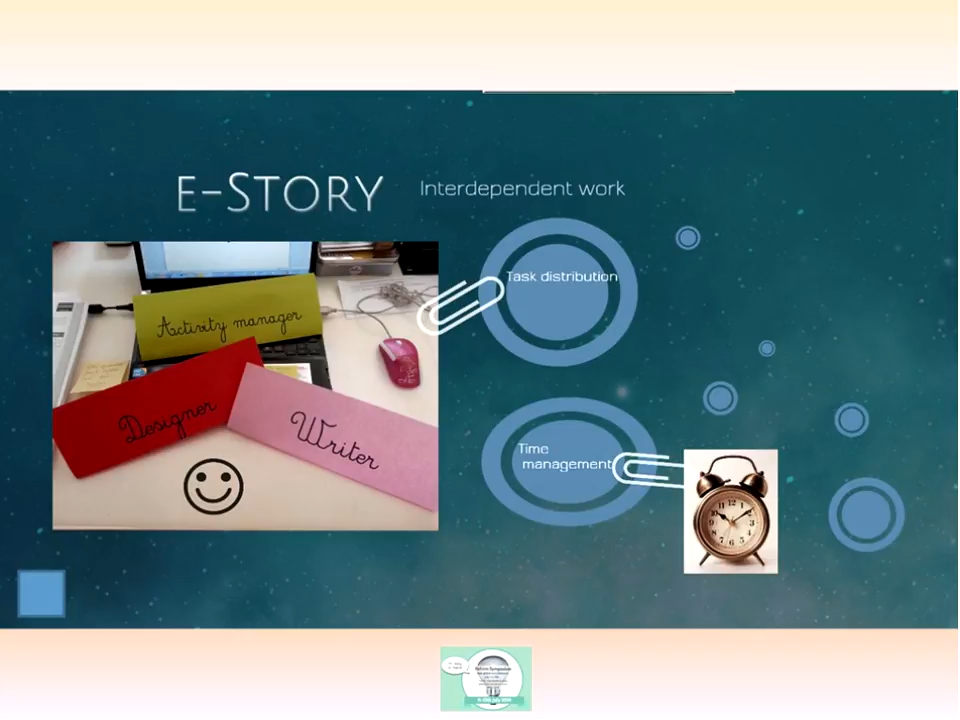 E-STORY
Interdependent work
Task distribution
Activity manager
Designer
Writer
Time
management